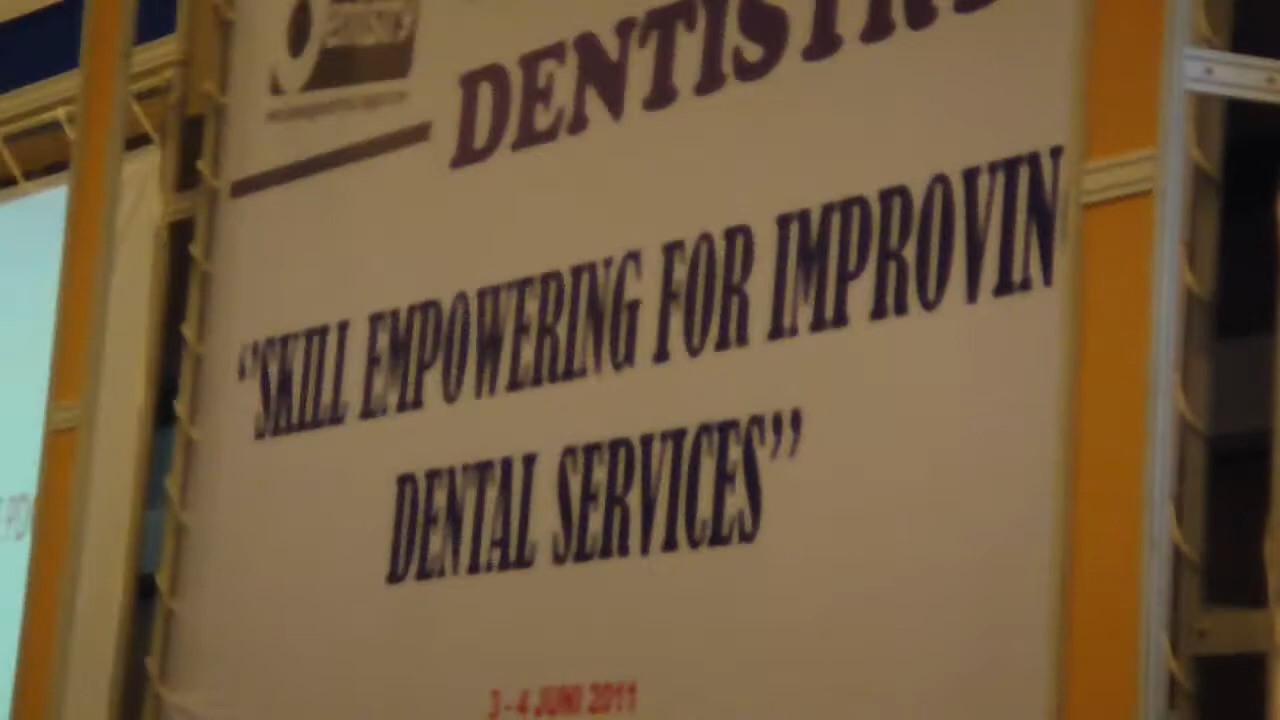 DENTISTR
"SKILL EMPOWERING FOR IMPROVIN
DENTAL SERVICES"
3 - 4 JUNI 2011